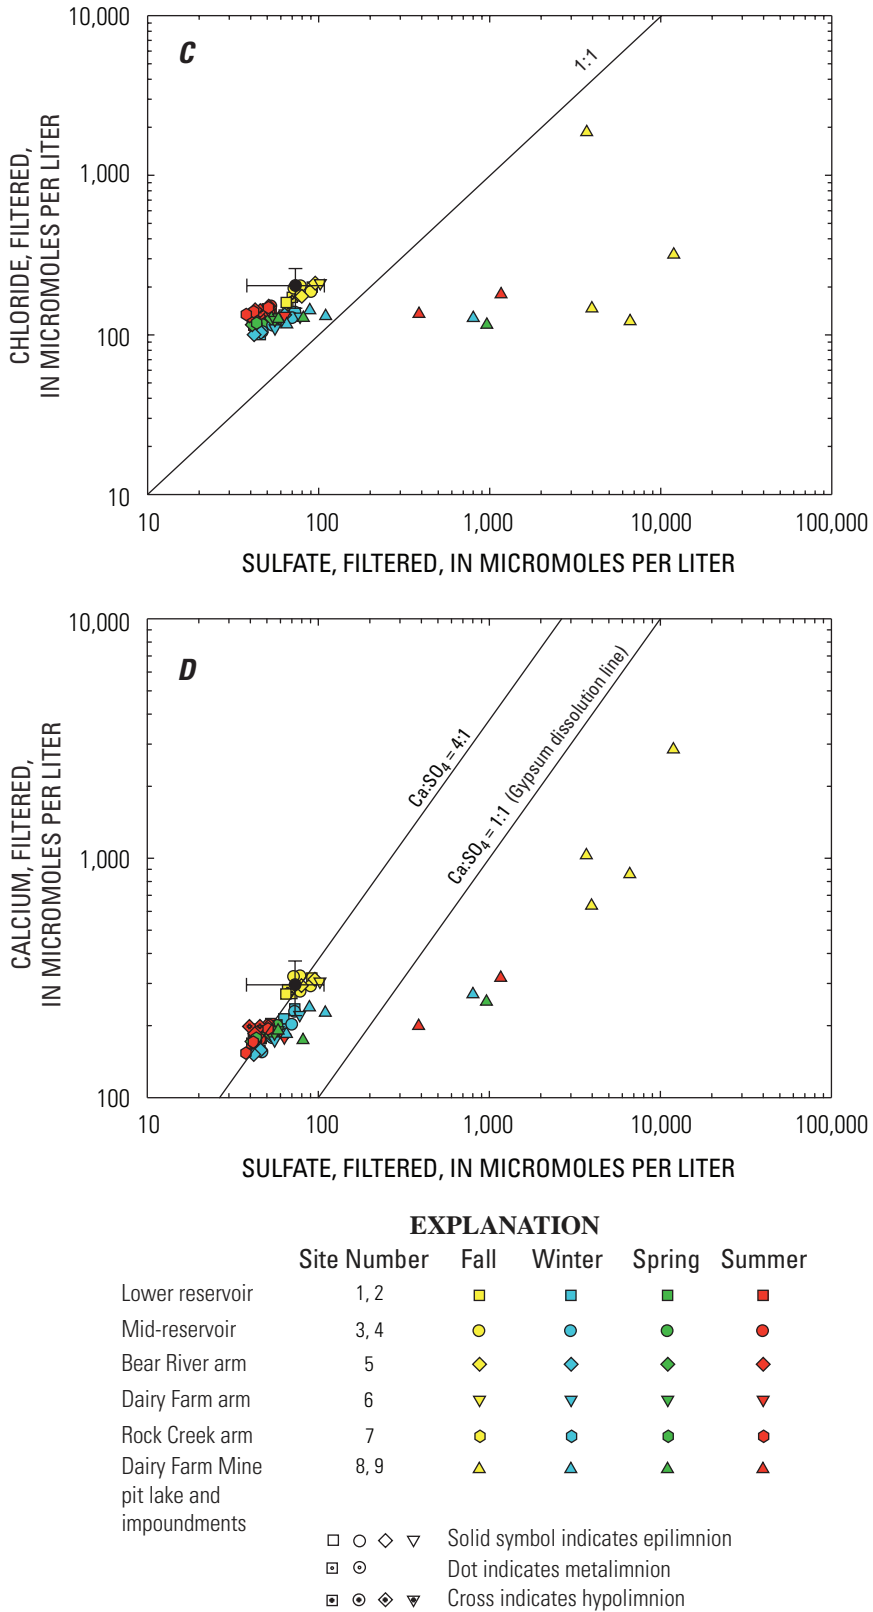 C
1:1
10,000
1,000
100
10
CHLORIDE, FILTERED,
IN MICROMOLES PER LITER
10 100 1,000 10,000 100,000
SULFATE, FILTERED, IN MICROMOLES PER LITER
D
Ca:SO4 = 4:1
Ca:SO4 = 1:1 (Gypsum dissolution line)
10,000
1,000
100
CALCIUM, FILTERED,
IN MICROMOLES PER LITER
10 100 1,000 10,000 100,000
SULFATE, FILTERED, IN MICROMOLES PER LITER
EXPLANATION
Site Number Fall Winter Spring Summer
Lower reservoir 1, 2
Mid-reservoir 3, 4
Bear River arm 5
Dairy Farm arm 6
Rock Creek arm 7
Dairy Farm Mine 8, 9
pit lake and
impoundments
Solid symbol indicates epilimnion
Dot indicates metalimnion
Cross indicates hypolimnion